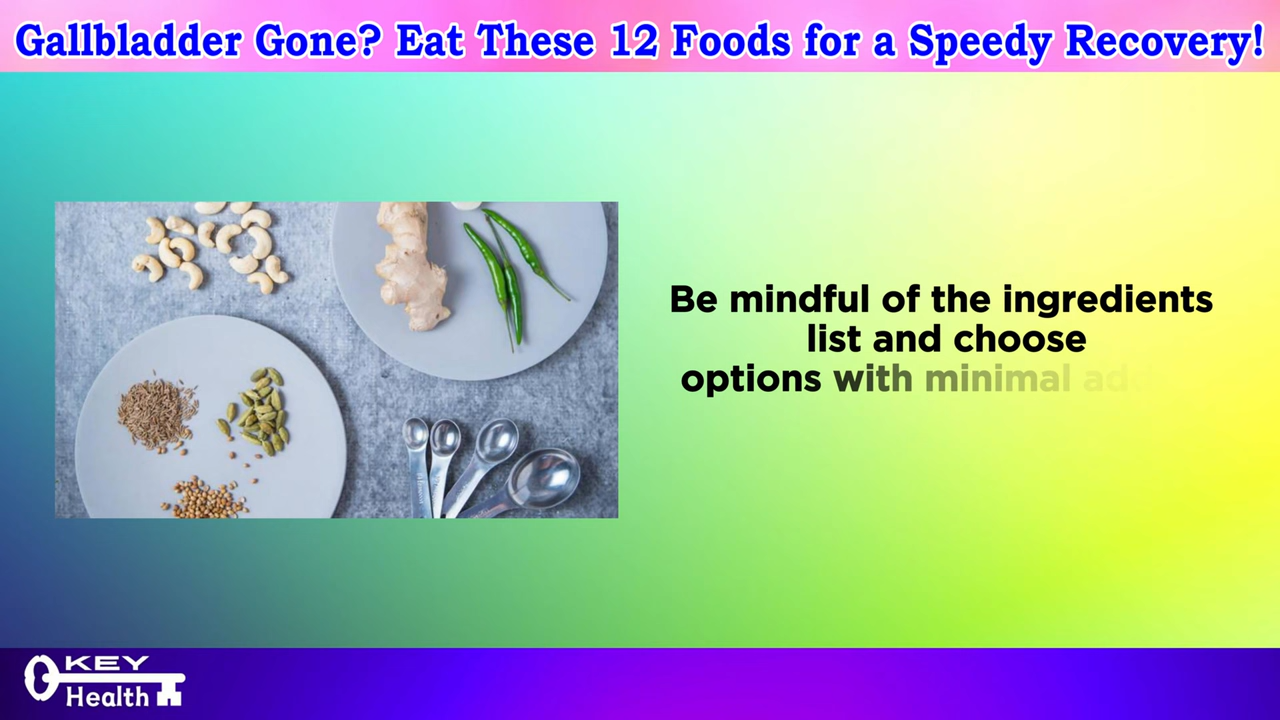 Gallbladder Gone? Eat These 12 Foods for a Speedy Recovery!
Be mindful of the ingredients
list and choose
options with minimal
KEY
Health